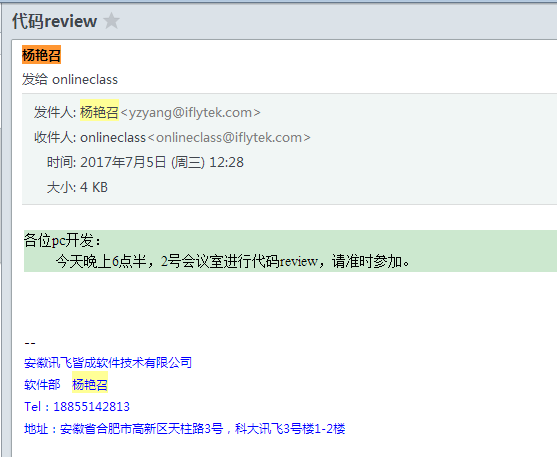 代码review
杨艳召
发给 onlineclass
发件人: 杨艳召<yzyang@iflytek.com>
收件人: onlineclass<onlineclass@iflytek.com>
时间: 2017年7月5日 (周三) 12:28
大小: 4 KB
各位pc开发：
今天晚上6点半，2号会议室进行代码review，请准时参加。
--
安徽讯飞皆成软件技术有限公司
软件部 杨艳召
Tel：18855142813
地址：安徽省合肥市高新区天柱路3号，科大讯飞3号楼1-2楼